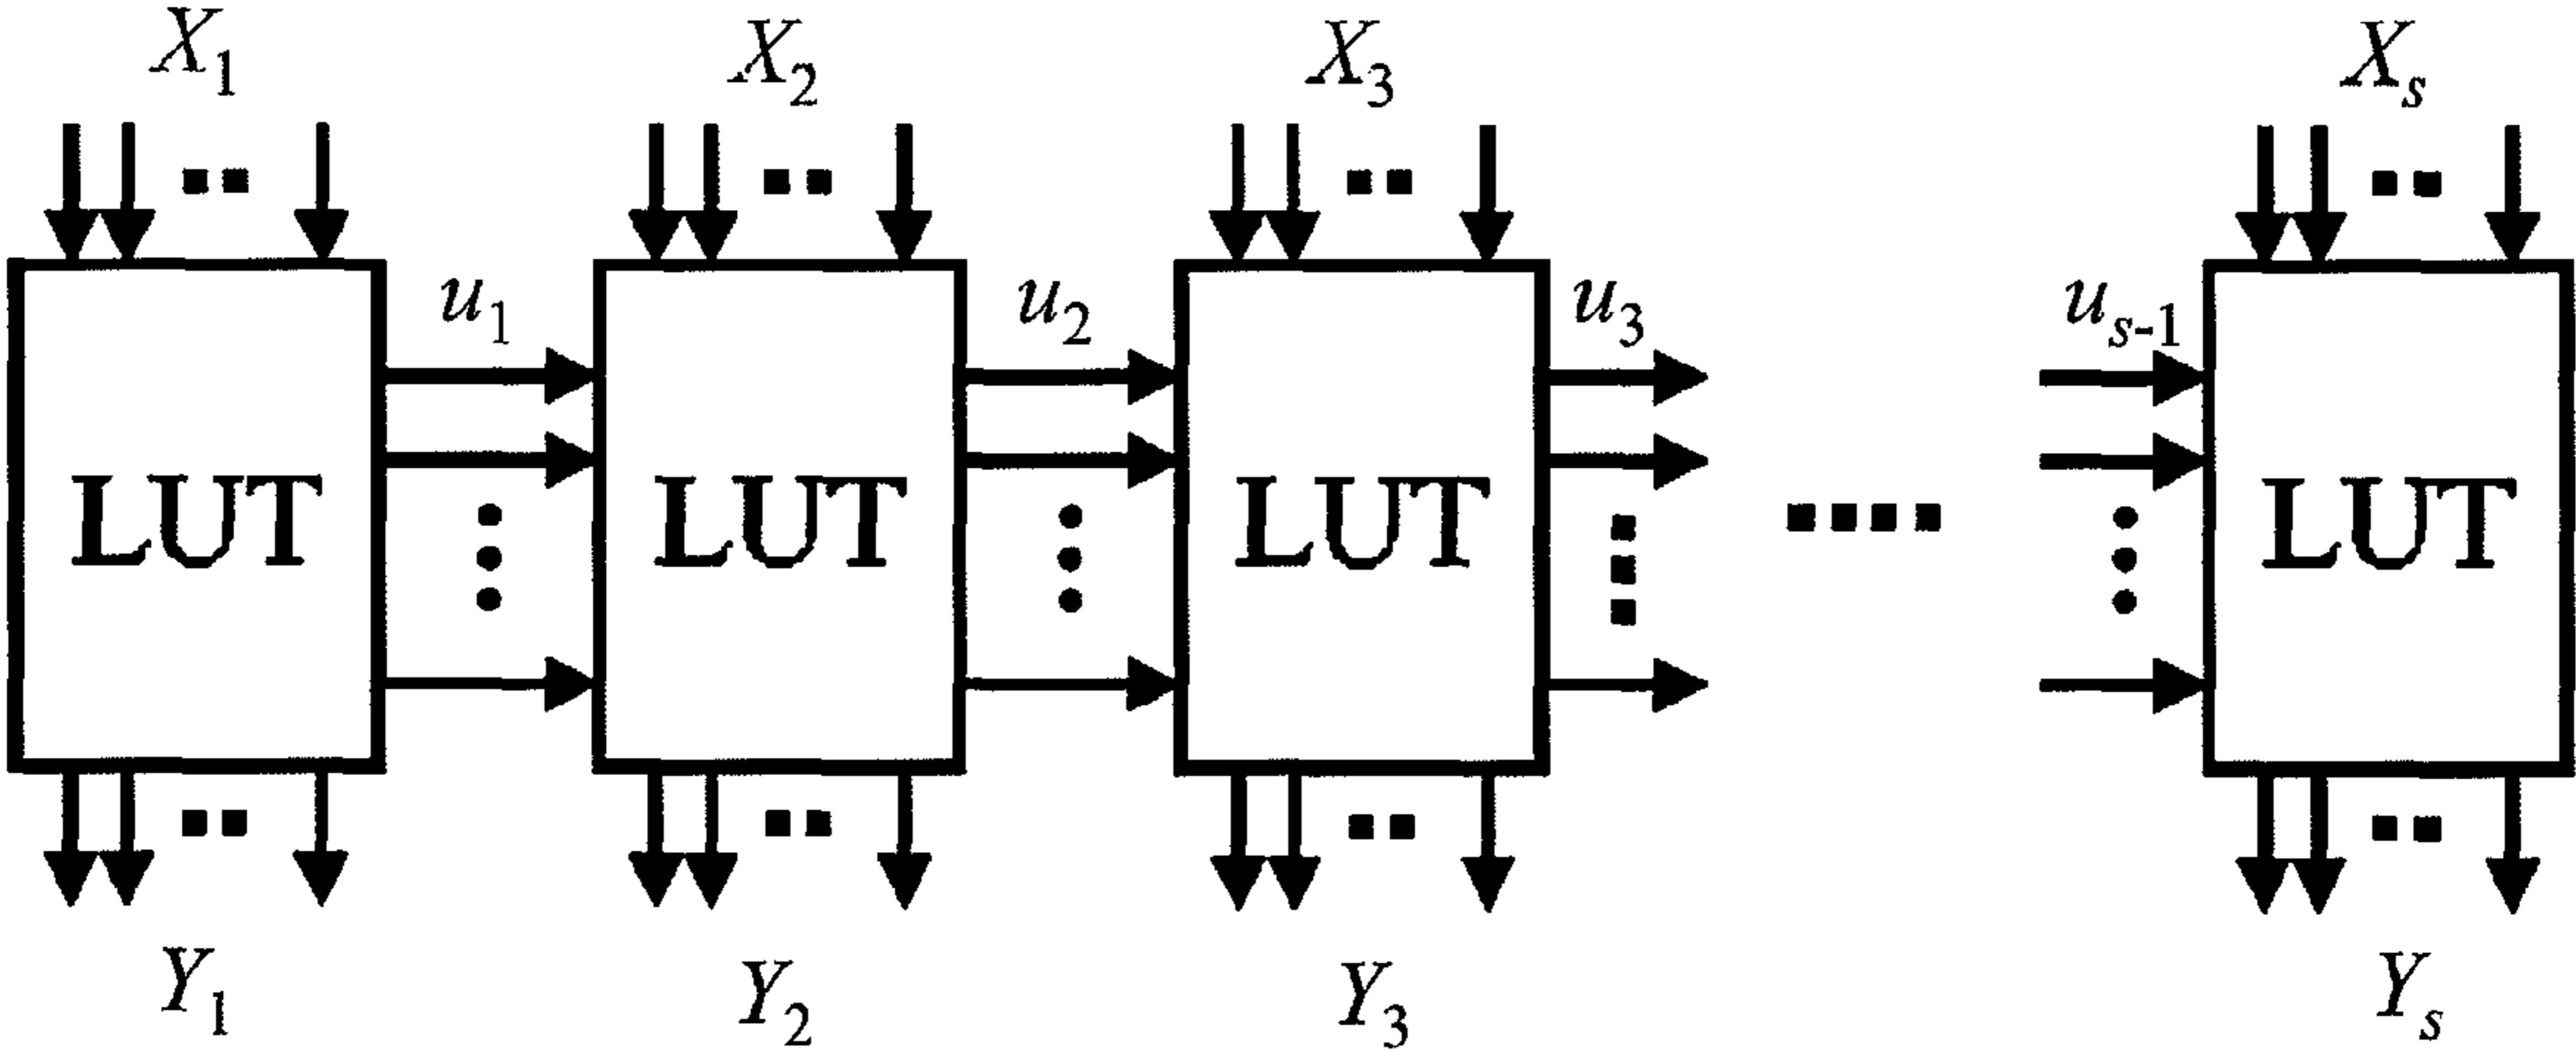 X₁ X₂ X₃ Xₛ
u₁ u₂ u₃ uₛ₋₁
LUT LUT LUT LUT
Y₁ Y₂ Y₃ Yₛ